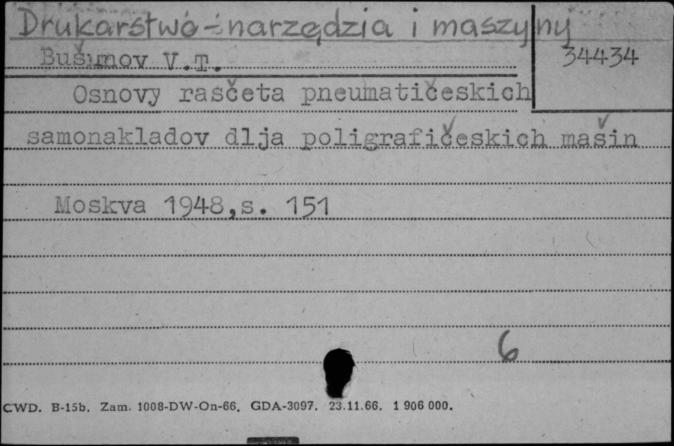 Drukarstwo - narzędzia i maszyny
Bušunov V.T.
34434
Osnovy rasčeta pneumatičeskich
samonakladov dlja poligrafičeskich mašin
Moskva 1948,s. 151
6
CWD. B-15b. Zam. 1008-DW-On-66. GDA-3097. 23.11.66. 1 906 000.